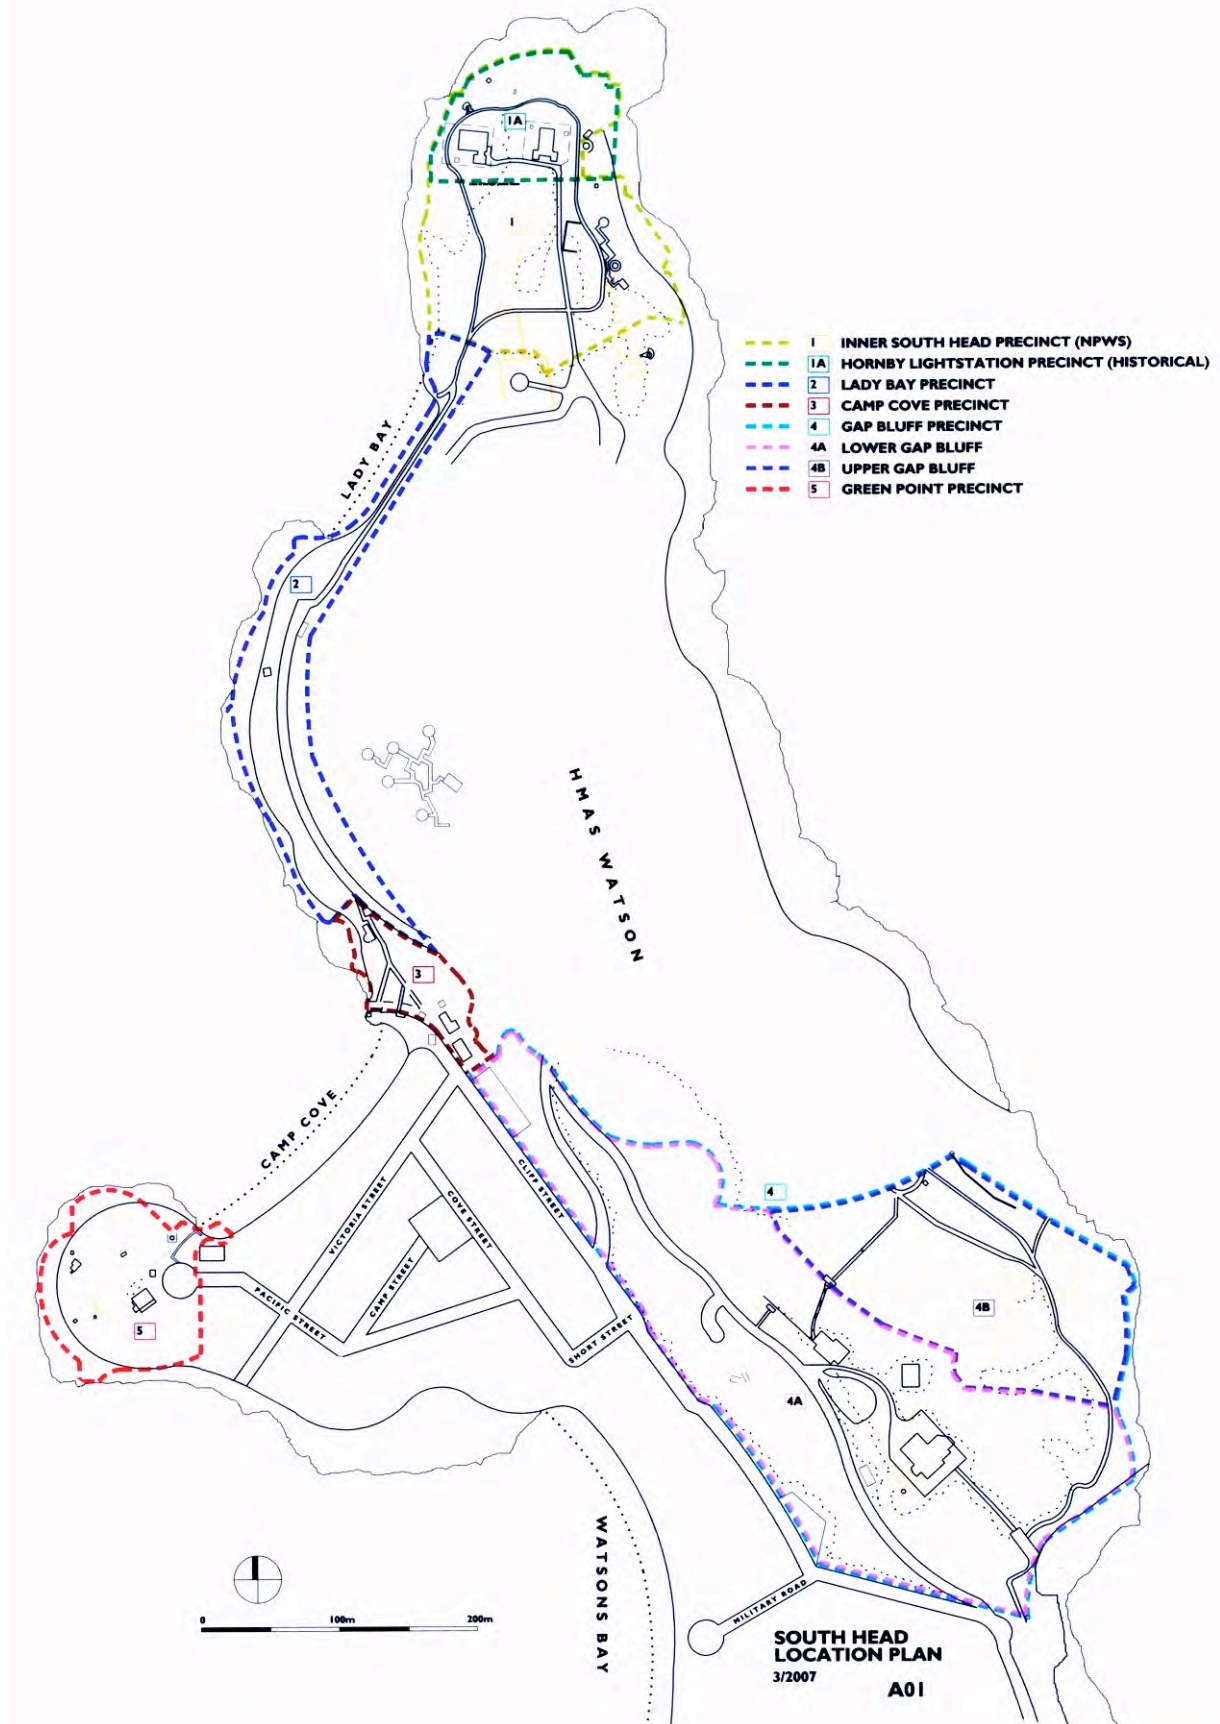 1A
1
1 INNER SOUTH HEAD PRECINCT (NPWS)
1A HORNBY LIGHTSTATION PRECINCT (HISTORICAL)
2 LADY BAY PRECINCT
3 CAMP COVE PRECINCT
4 GAP BLUFF PRECINCT
4A LOWER GAP BLUFF
4B UPPER GAP BLUFF
5 GREEN POINT PRECINCT
LADY BAY
2
HMAS WATSON
3
CAMP COVE
CLIFF STREET
4
VICTORIA STREET
COVE STREET
CAMP STREET
PACIFIC STREET
SHORT STREET
5
4B
4A
WATSONS BAY
0 100m 200m
MILITARY ROAD
SOUTH HEAD
LOCATION PLAN
3/2007
A01